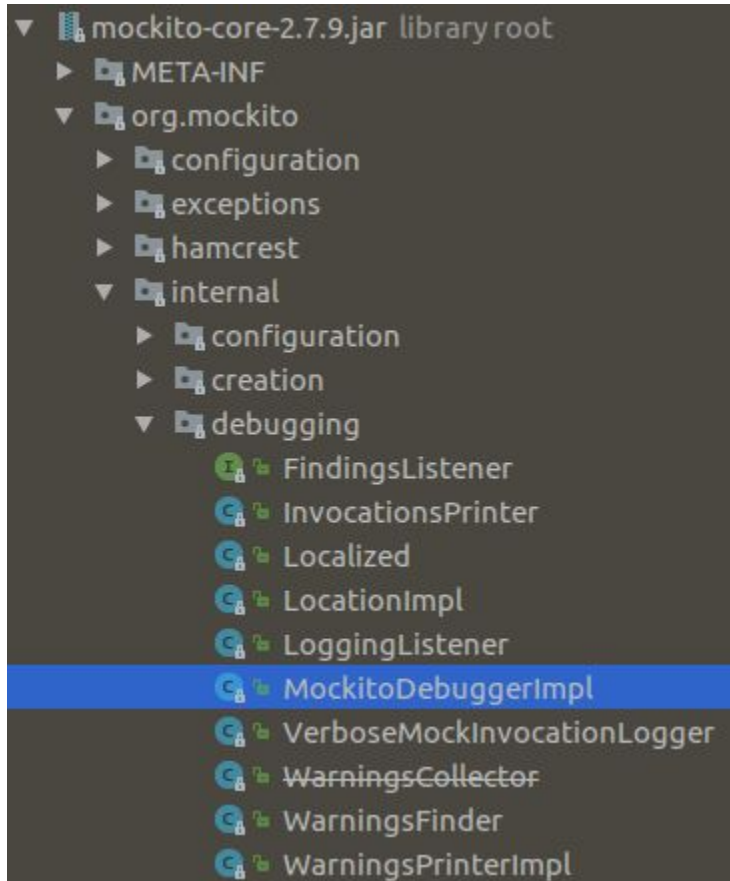 mockito-core-2.7.9.jar library root
META-INF
org.mockito
configuration
exceptions
hamcrest
internal
configuration
creation
debugging
FindingsListener
InvocationsPrinter
Localized
LocationImpl
LoggingListener
MockitoDebuggerImpl
VerboseMockInvocationLogger
WarningsCollector
WarningsFinder
WarningsPrinterImpl